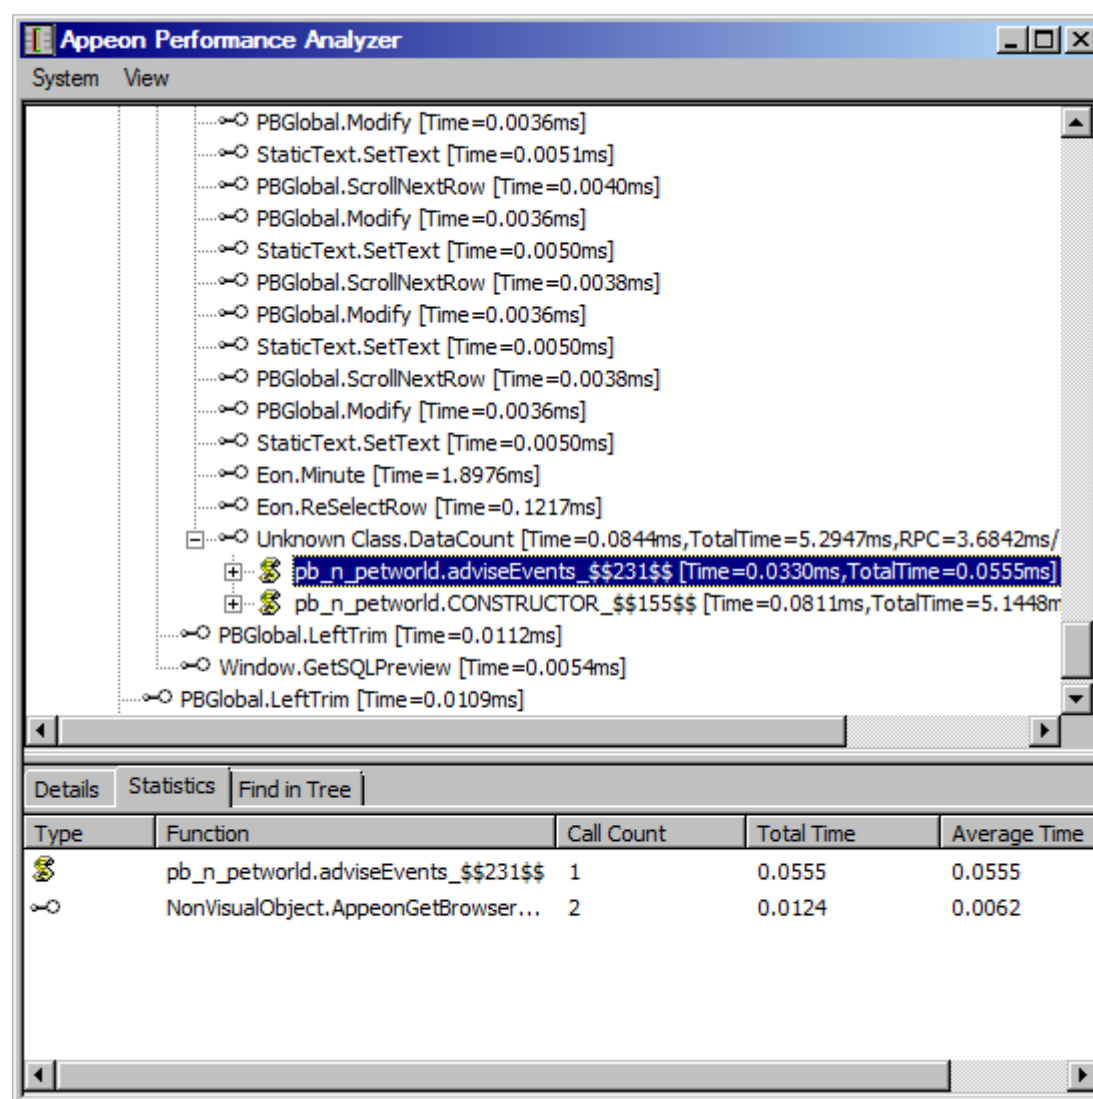 Appeon Performance Analyzer
System View
PBGlobal.Modify [Time=0.0036ms]
StaticText.SetText [Time=0.0051ms]
PBGlobal.ScrollNextRow [Time=0.0040ms]
PBGlobal.Modify [Time=0.0036ms]
StaticText.SetText [Time=0.0050ms]
PBGlobal.ScrollNextRow [Time=0.0038ms]
PBGlobal.Modify [Time=0.0036ms]
StaticText.SetText [Time=0.0050ms]
PBGlobal.ScrollNextRow [Time=0.0038ms]
PBGlobal.Modify [Time=0.0036ms]
StaticText.SetText [Time=0.0050ms]
Eon.Minute [Time=1.8976ms]
Eon.ReSelectRow [Time=0.1217ms]
Unknown Class.DataCount [Time=0.0844ms,TotalTime=5.2947ms,RPC=3.6842ms/
pb_n_petworld.adviseEvents_$$231$$ [Time=0.0330ms,TotalTime=0.0555ms]
pb_n_petworld.CONSTRUCTOR_$$155$$ [Time=0.0811ms,TotalTime=5.1448m
PBGlobal.LeftTrim [Time=0.0112ms]
Window.GetSQLPreview [Time=0.0054ms]
PBGlobal.LeftTrim [Time=0.0109ms]
Details Statistics Find in Tree
Type Function Call Count Total Time Average Time
pb_n_petworld.adviseEvents_$$231$$ 1 0.0555 0.0555
NonVisualObject.AppeonGetBrowser... 2 0.0124 0.0062